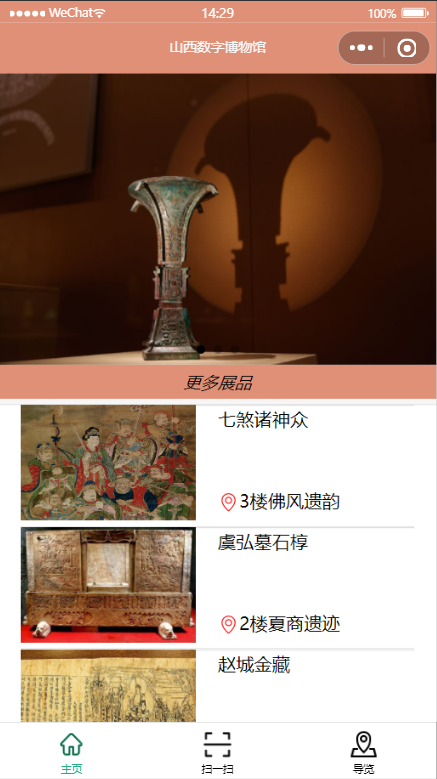 WeChat
14:29
100%
山西数字博物馆
更多展品
七煞诸神众
3楼佛风遗韵
虞弘墓石椁
2楼夏商遗迹
赵城金藏
主页
扫一扫
导览